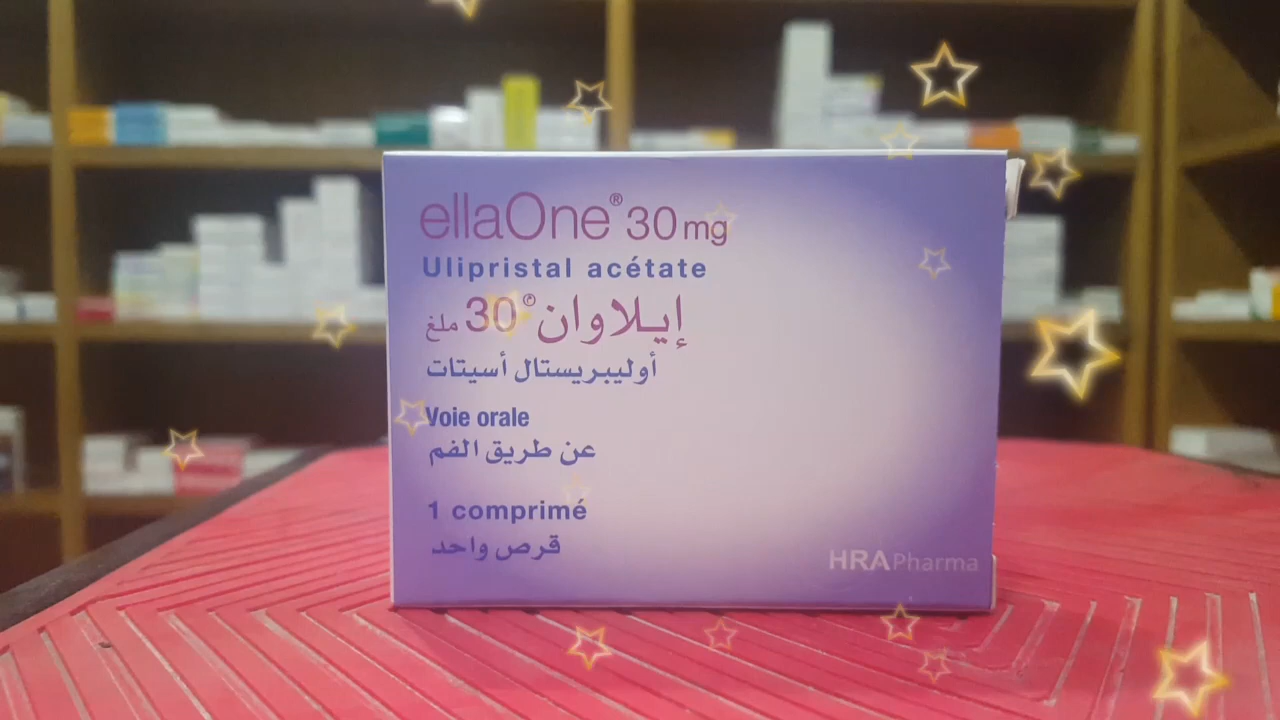 ellaOne® 30 mg
Ulipristal acétate
إيـلاوان® 30 ملغ
أوليبريستال أسيتات
Voie orale
عن طريق الفم
1 comprimé
قرص واحد
HRA Pharma